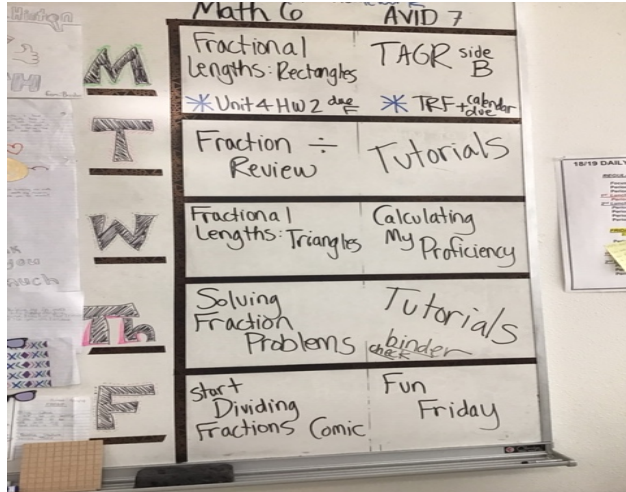 Math 6 AVID 7
M
Fractional
Lengths: Rectangles
* Unit 4 HW 2 due F
TAGR side B
* TRF + calendar due
T
Fraction ÷
Review
Tutorials
W
Fractional
Lengths: Triangles
Calculating
My Proficiency
Th
Solving
Fraction
Problems
Tutorials
binder
check
F
start
Dividing
Fractions Comic
Fun
Friday
18/19 DAILY